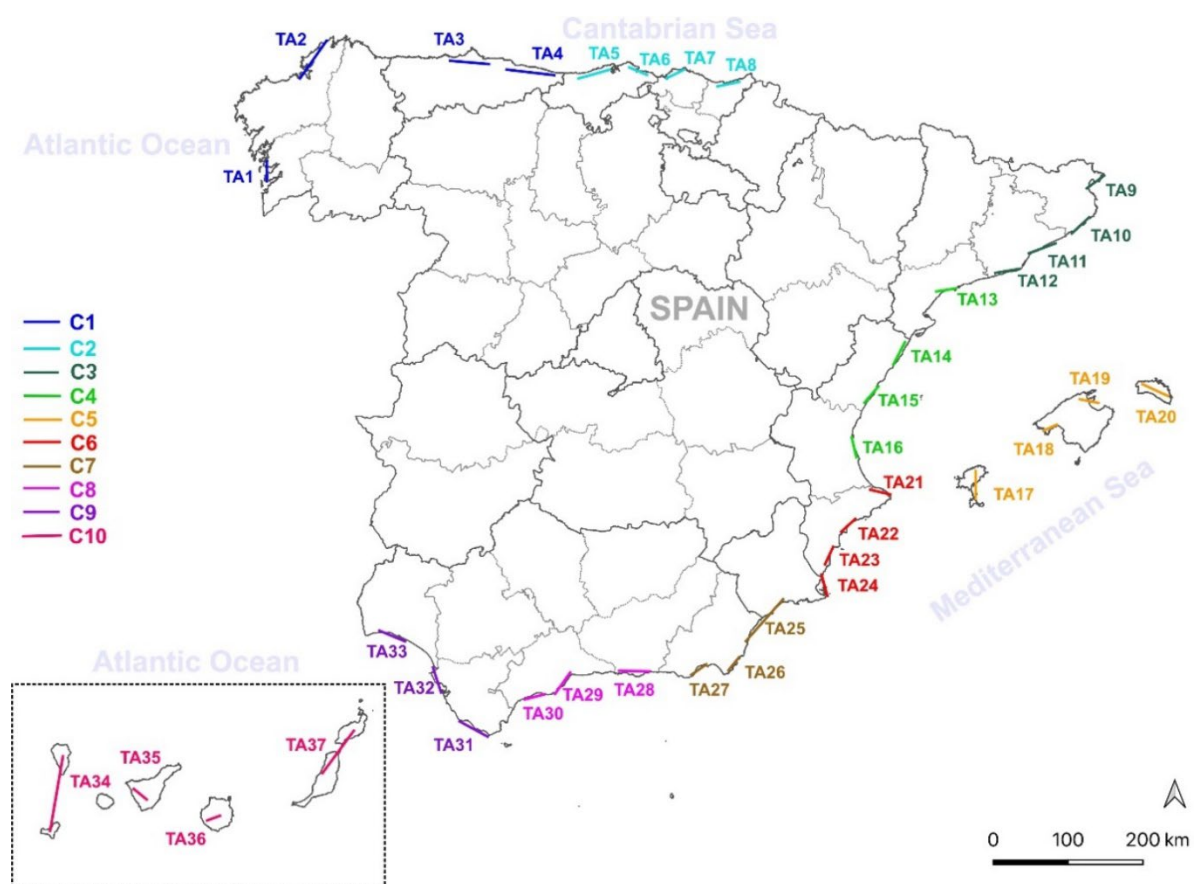 Cantabrian Sea
TA2
TA3
TA4
TA5
TA6
TA7
TA8
Atlantic Ocean
TA1
TA9
TA10
TA11
TA12
TA13
SPAIN
C1
C2
C3
C4
C5
C6
C7
C8
C9
C10
TA14
TA15'
TA16
TA19
TA20
TA18
TA17
TA21
TA22
TA23
TA24
Mediterranean Sea
TA25
TA26
TA27
TA28
TA29
TA30
TA31
TA32
TA33
Atlantic Ocean
TA34
TA35
TA36
TA37
0 100 200 km